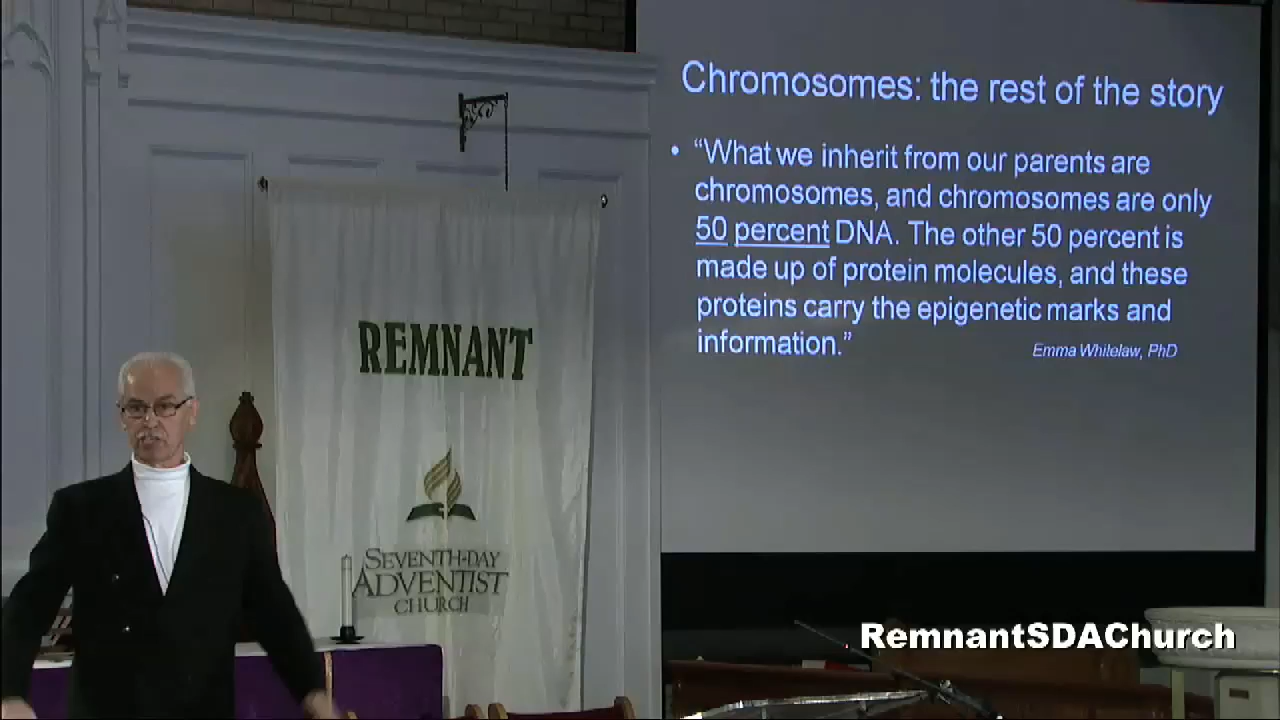 Chromosomes: the rest of the story
• “What we inherit from our parents are
chromosomes, and chromosomes are only
50 percent DNA. The other 50 percent is
made up of protein molecules, and these
proteins carry the epigenetic marks and
information.”
Emma Whitelaw, PhD
REMNANT
SEVENTH-DAY
ADVENTIST
CHURCH
RemnantSDAChurch